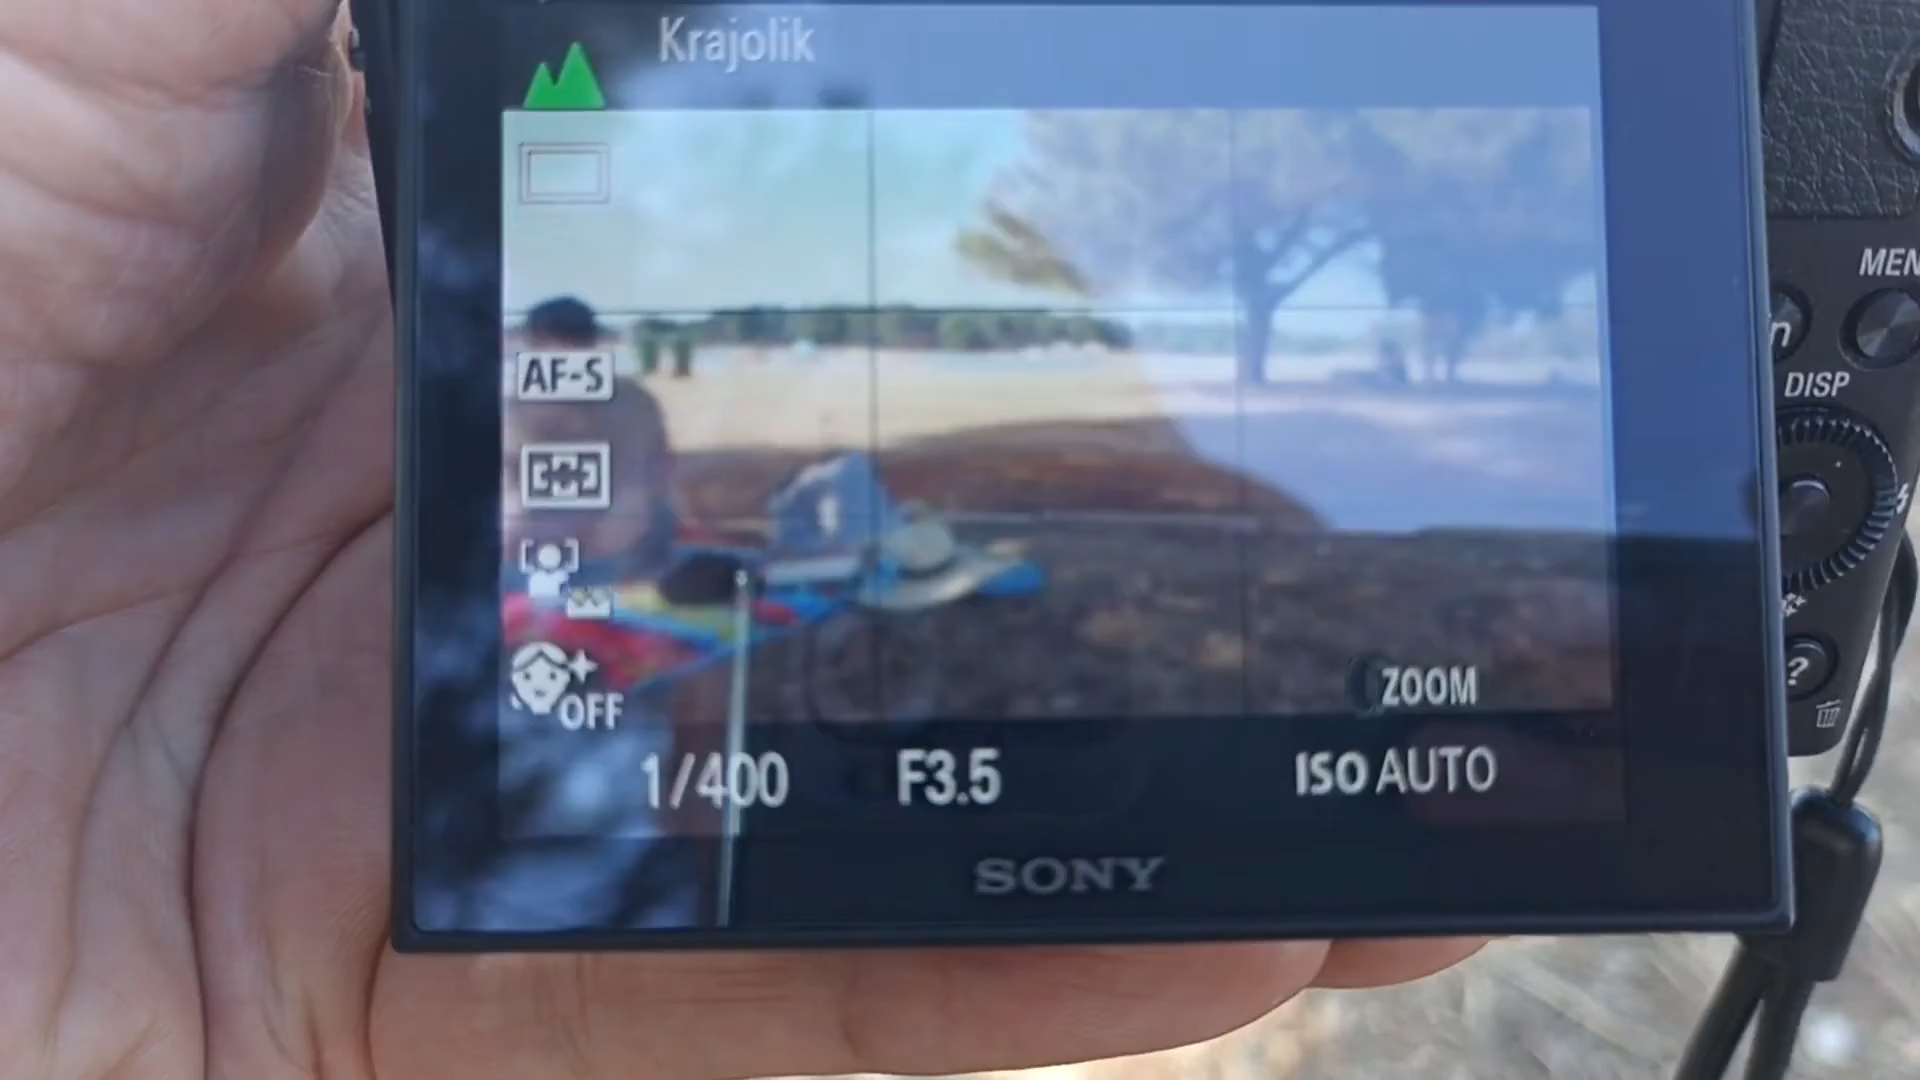 Krajolik
AF-S
OFF
ZOOM
1/400 F3.5 ISO AUTO
SONY
MEN
DISP
?